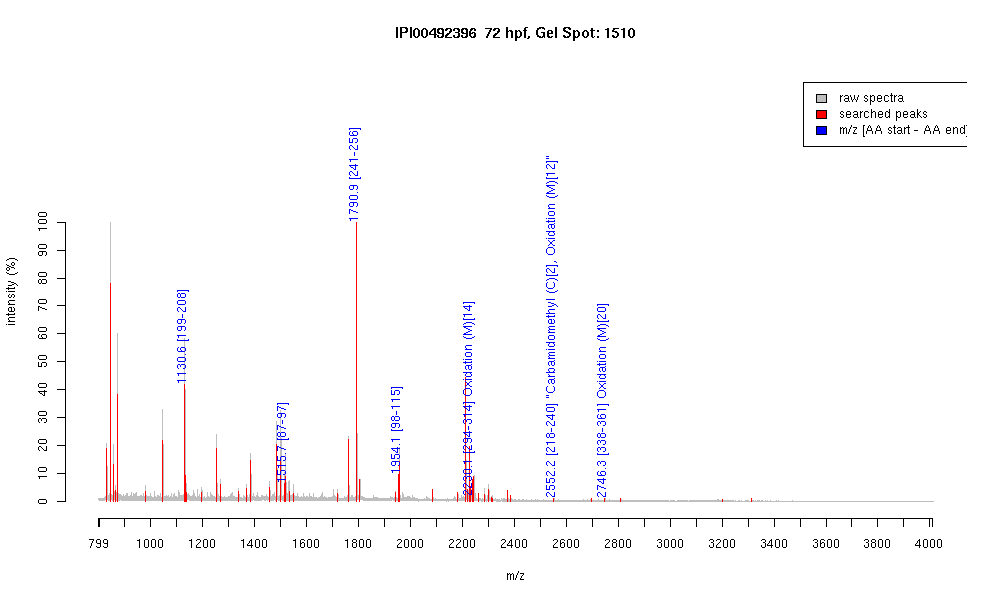 IPI00492396 72 hpf, Gel Spot: 1510
raw spectra
searched peaks
m/z [AA start - AA end]
intensity (%)
100
90
80
70
60
50
40
30
20
10
0
1130.6 [199-208]
1515.7 [87-97]
1790.9 [241-256]
1954.1 [98-115]
2230.1 [294-314] Oxidation (M)[14]
2552.2 [218-240] "Carbamidomethyl (C)[2], Oxidation (M)[12]"
2746.3 [338-361] Oxidation (M)[20]
799 1000 1200 1400 1600 1800 2000 2200 2400 2600 2800 3000 3200 3400 3600 3800 4000
m/z